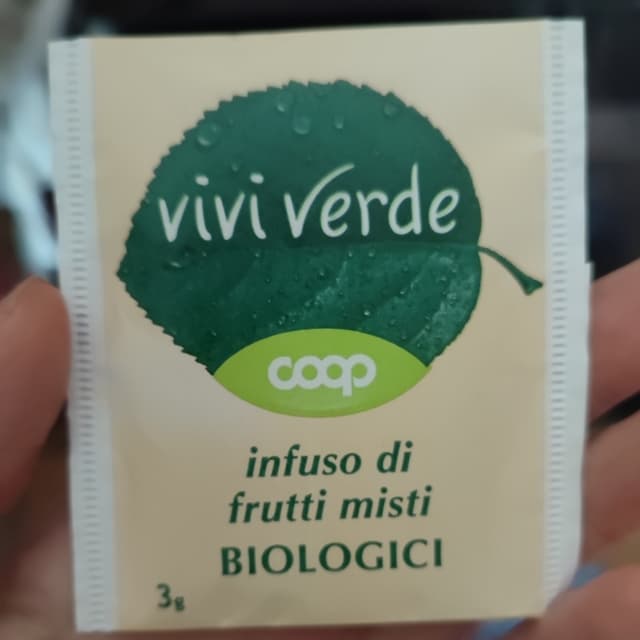 vivi verde
coop
infuso di
frutti misti
BIOLOGICI
3g